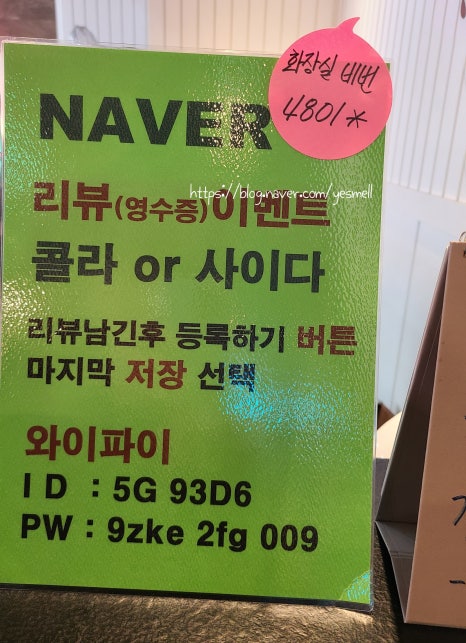 화장실 비번
4801*
NAVER
https://blog.naver.com/yesmell
리뷰(영수증)이벤트
콜라 or 사이다
리뷰남긴후 등록하기 버튼
마지막 저장 선택
와이파이
ID : 5G 93D6
PW : 9zke 2fg 009